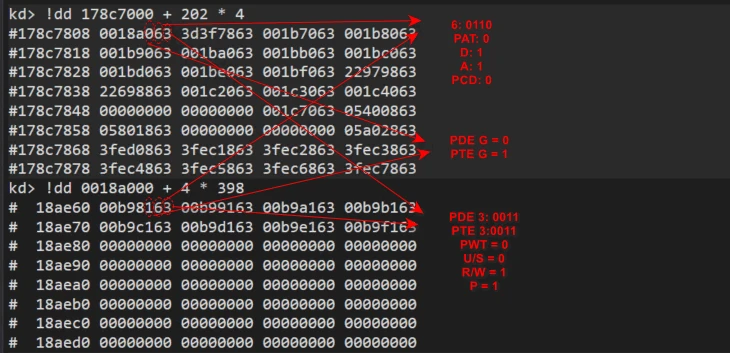 kd> !dd 178c7000 + 202 * 4
#178c7808 0018a063 3d3f7863 001b7063 001b8063
#178c7818 001b9063 001ba063 001bb063 001bc063
#178c7828 001bd063 001be063 001bf063 22979863
#178c7838 22698863 001c2063 001c3063 001c4063
#178c7848 00000000 00000000 001c7063 05400863
#178c7858 05801863 00000000 00000000 05a02863
#178c7868 3fed0863 3fec1863 3fec2863 3fec3863
#178c7878 3fec4863 3fec5863 3fec6863 3fec7863
kd> !dd 0018a000 + 4 * 398
# 18ae60 00b98163 00b99163 00b9a163 00b9b163
# 18ae70 00b9c163 00b9d163 00b9e163 00b9f163
# 18ae80 00000000 00000000 00000000 00000000
# 18ae90 00000000 00000000 00000000 00000000
# 18aea0 00000000 00000000 00000000 00000000
# 18aeb0 00000000 00000000 00000000 00000000
# 18aec0 00000000 00000000 00000000 00000000
# 18aed0 00000000 00000000 00000000 00000000
6: 0110
PAT: 0
D: 1
A: 1
PCD: 0
PDE G = 0
PTE G = 1
PDE 3: 0011
PTE 3:0011
PWT = 0
U/S = 0
R/W = 1
P = 1